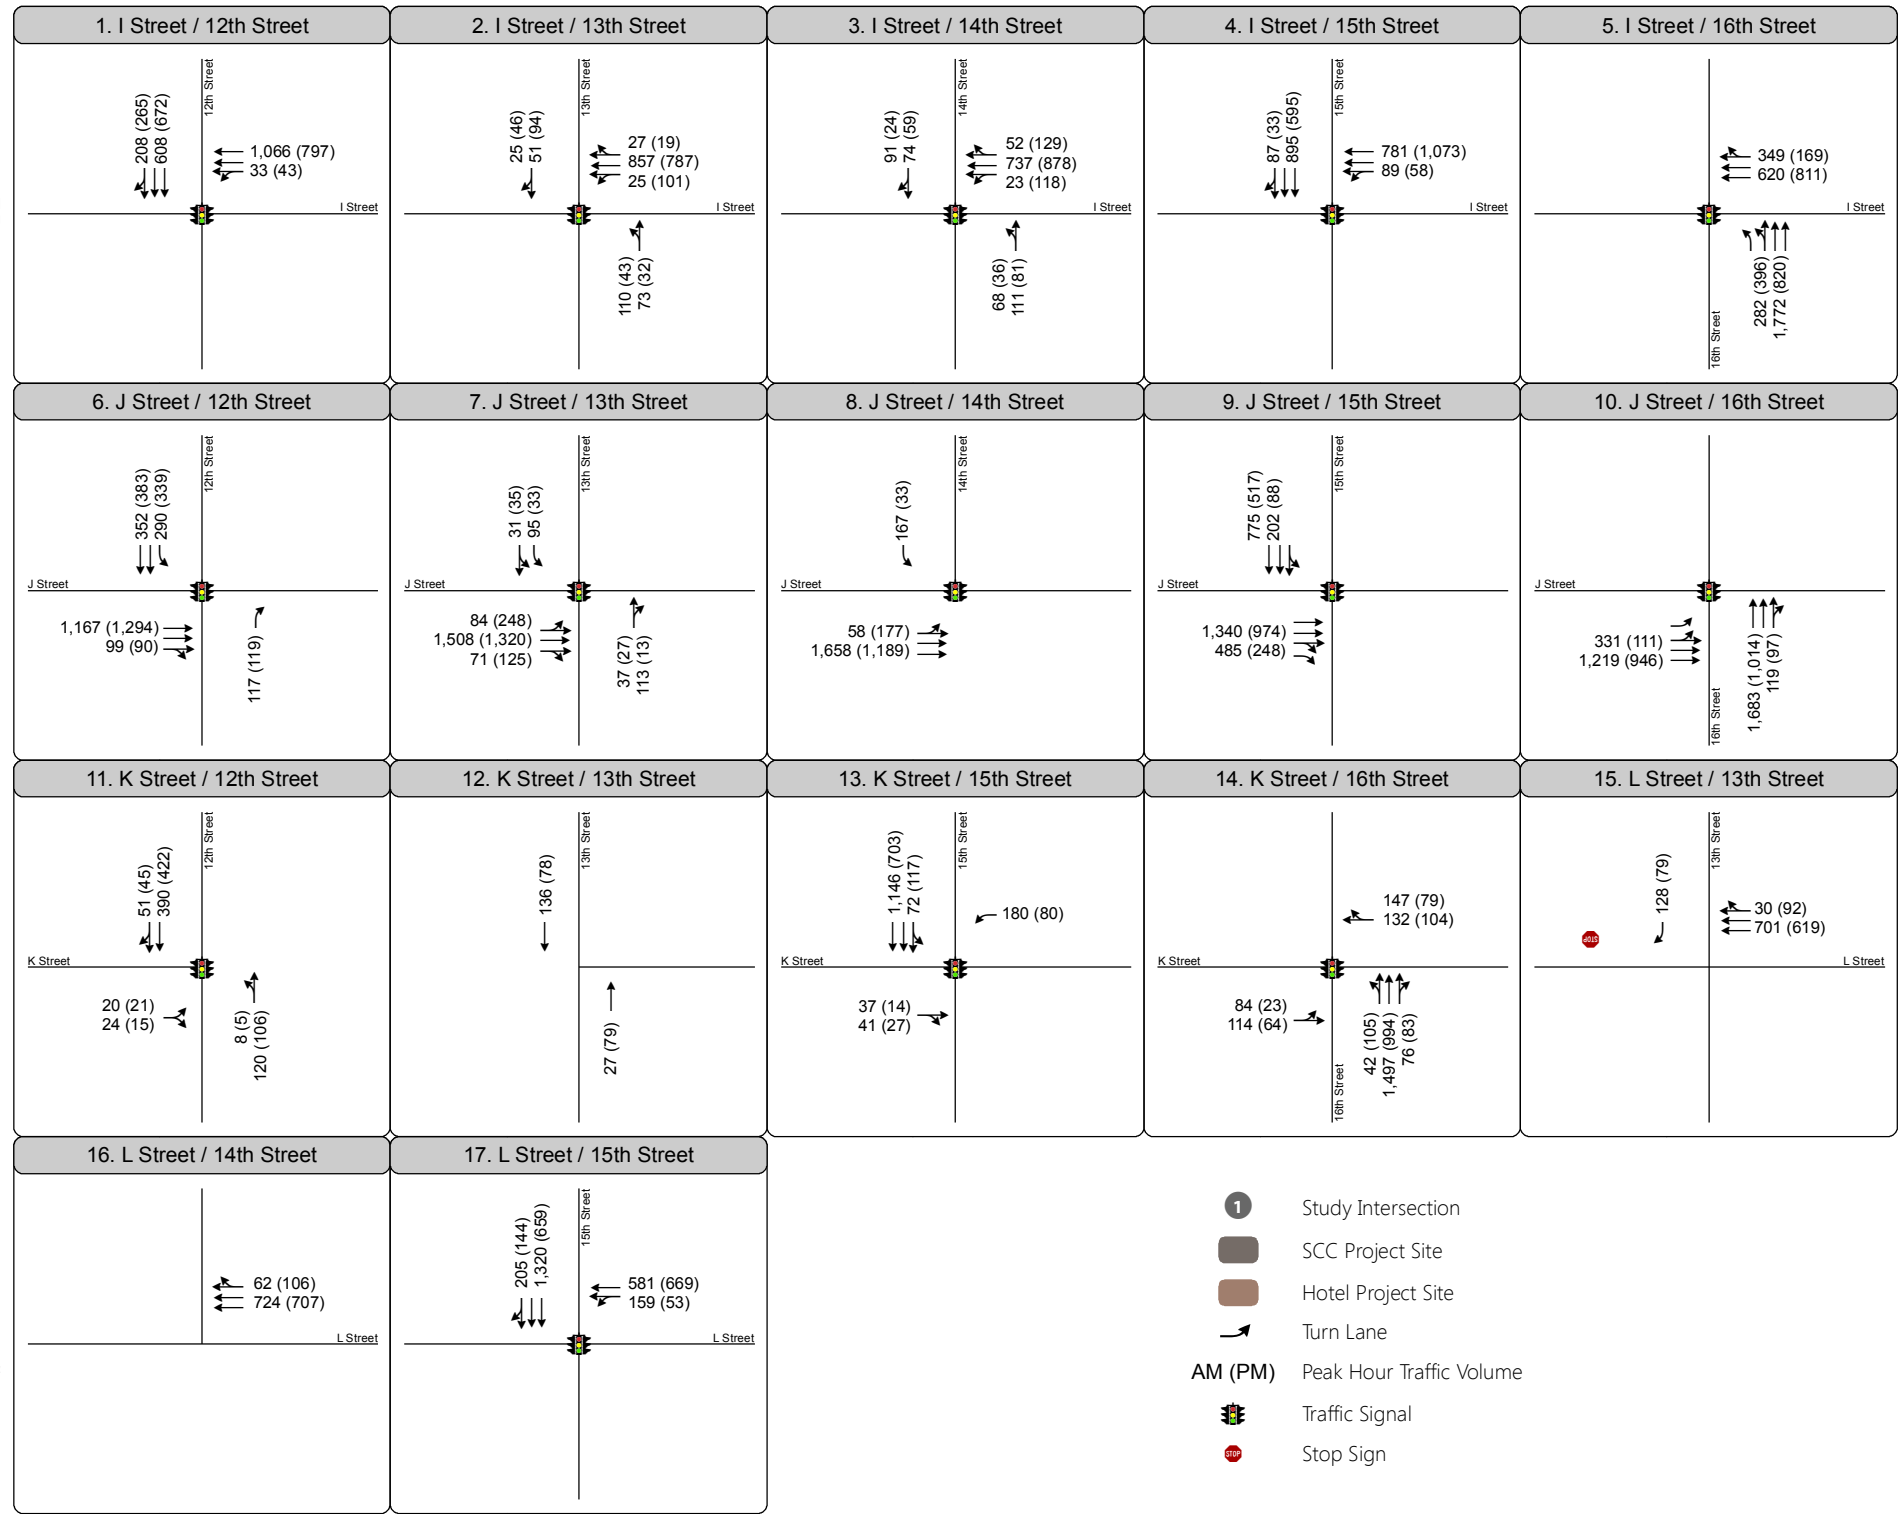 1. I Street / 12th Street
12th Street
208 (265)
608 (672)
1,066 (797)
33 (43)
I Street
2. I Street / 13th Street
13th Street
25 (46)
51 (94)
27 (19)
857 (787)
25 (101)
I Street
110 (43)
73 (32)
3. I Street / 14th Street
14th Street
91 (24)
74 (59)
52 (129)
737 (878)
23 (118)
I Street
68 (36)
111 (81)
4. I Street / 15th Street
15th Street
87 (33)
895 (595)
781 (1,073)
89 (58)
I Street
5. I Street / 16th Street
349 (169)
620 (811)
I Street
282 (396)
1,772 (820)
16th Street
6. J Street / 12th Street
12th Street
352 (383)
290 (339)
J Street
1,167 (1,294)
99 (90)
117 (119)
7. J Street / 13th Street
13th Street
31 (35)
95 (33)
J Street
84 (248)
1,508 (1,320)
71 (125)
37 (27)
113 (13)
8. J Street / 14th Street
14th Street
167 (33)
J Street
58 (177)
1,658 (1,189)
9. J Street / 15th Street
15th Street
775 (517)
202 (88)
J Street
1,340 (974)
485 (248)
10. J Street / 16th Street
J Street
331 (111)
1,219 (946)
1,683 (1,014)
119 (97)
16th Street
11. K Street / 12th Street
12th Street
51 (45)
390 (422)
K Street
20 (21)
24 (15)
8 (5)
120 (106)
12. K Street / 13th Street
13th Street
136 (78)
27 (79)
13. K Street / 15th Street
15th Street
1,146 (703)
72 (117)
180 (80)
K Street
37 (14)
41 (27)
14. K Street / 16th Street
147 (79)
132 (104)
K Street
84 (23)
114 (64)
42 (105)
1,497 (994)
76 (83)
16th Street
15. L Street / 13th Street
13th Street
128 (79)
30 (92)
701 (619)
STOP
L Street
16. L Street / 14th Street
62 (106)
724 (707)
L Street
17. L Street / 15th Street
15th Street
205 (144)
1,320 (659)
581 (669)
159 (53)
L Street
1 Study Intersection
SCC Project Site
Hotel Project Site
Turn Lane
AM (PM) Peak Hour Traffic Volume
Traffic Signal
STOP Stop Sign